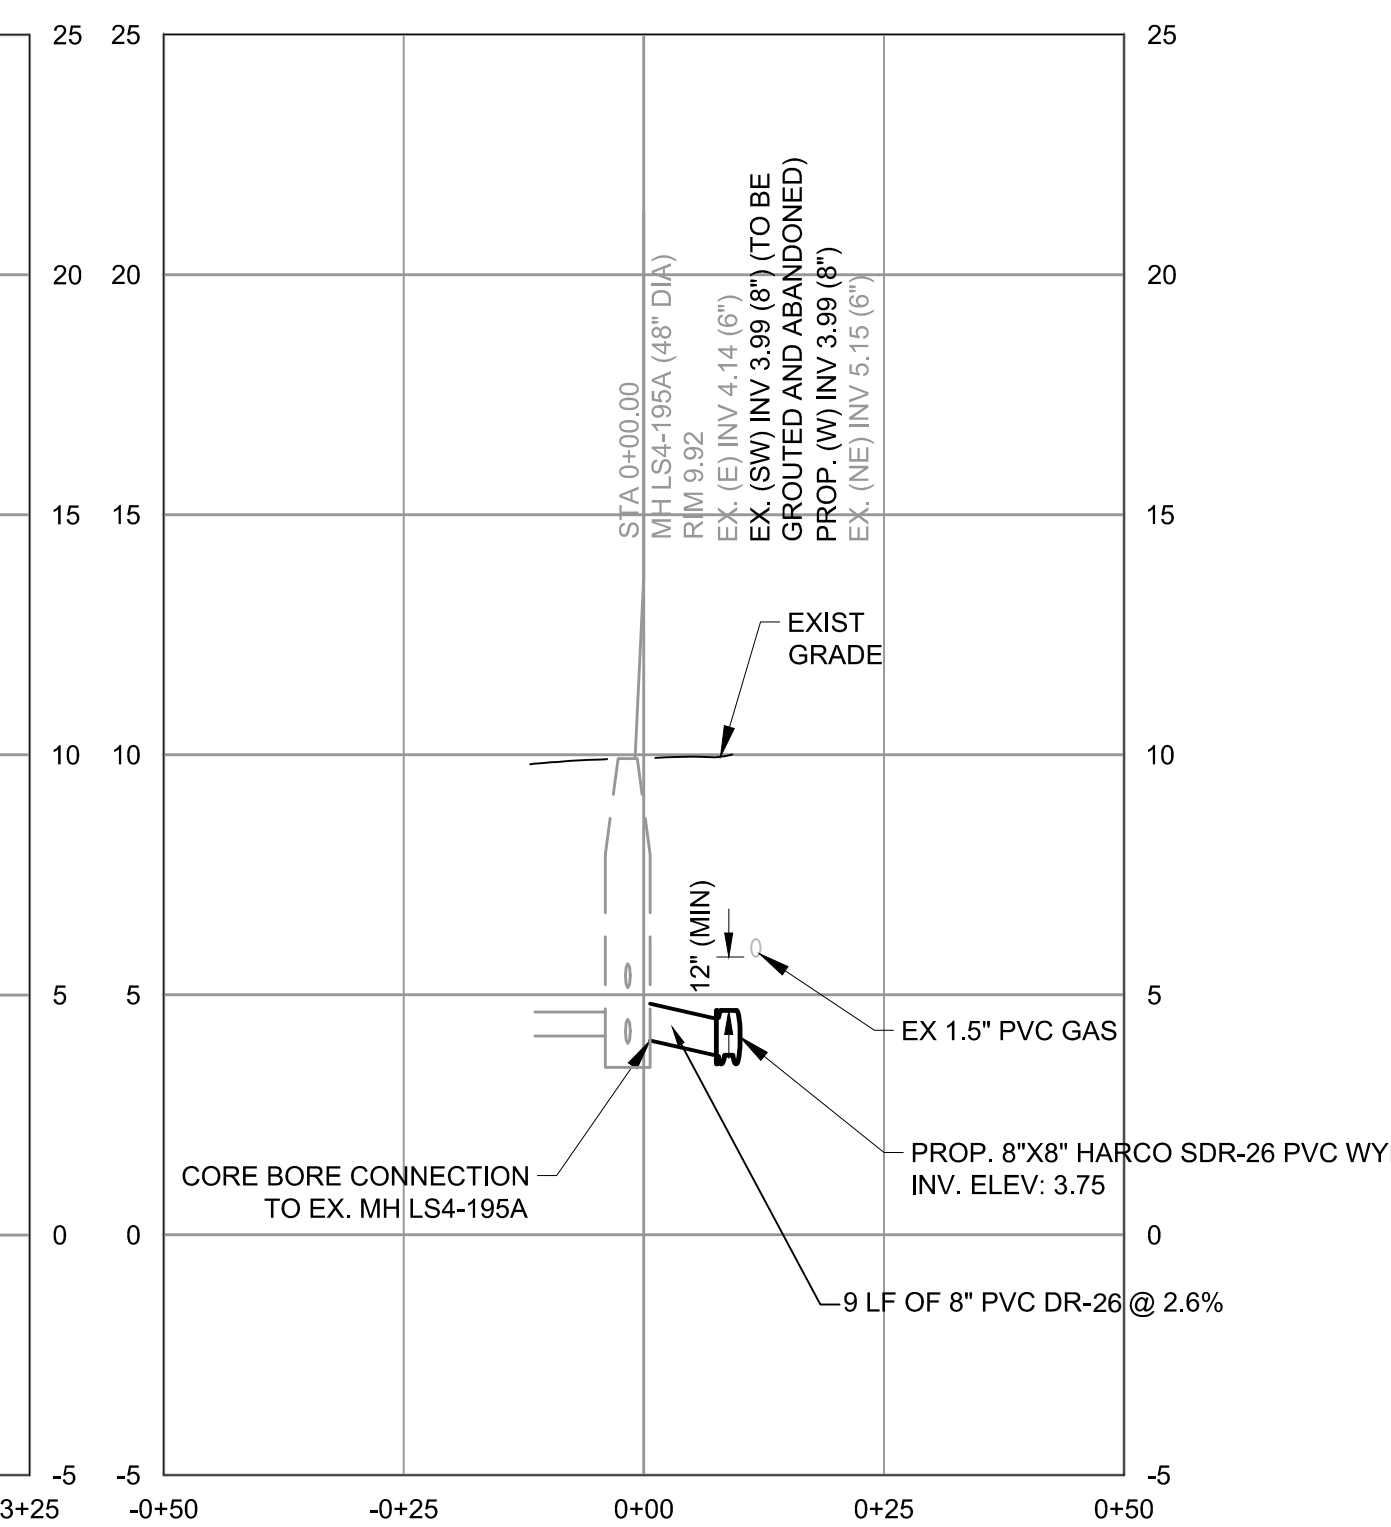 25 25 25
20 20 20
15 15 15
10 10 10
5 5 5
0 0 0
-5 -5 -5
3+25 -0+50 -0+25 0+00 0+25 0+50
STA 0+00.00
MH LS4-195A (48" DIA)
RIM 9.92
EX. (E) INV 4.14 (6")
EX. (SW) INV 3.99 (8") (TO BE
GROUTED AND ABANDONED)
PROP. (W) INV 3.99 (8")
EX. (NE) INV 5.15 (6")
EXIST
GRADE
12" (MIN)
EX 1.5" PVC GAS
PROP. 8"X8" HARCO SDR-26 PVC
INV. ELEV: 3.75
CORE BORE CONNECTION
TO EX. MH LS4-195A
9 LF OF 8" PVC DR-26 @ 2.6%